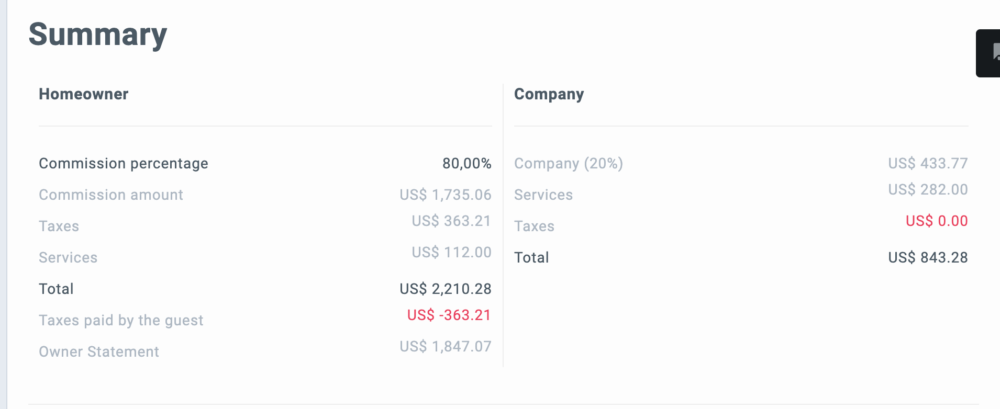 Summary
Homeowner
Commission percentage 80,00%
Commission amount US$ 1,735.06
Taxes US$ 363.21
Services US$ 112.00
Total US$ 2,210.28
Taxes paid by the guest US$ -363.21
Owner Statement US$ 1,847.07
Company
Company (20%) US$ 433.77
Services US$ 282.00
Taxes US$ 0.00
Total US$ 843.28